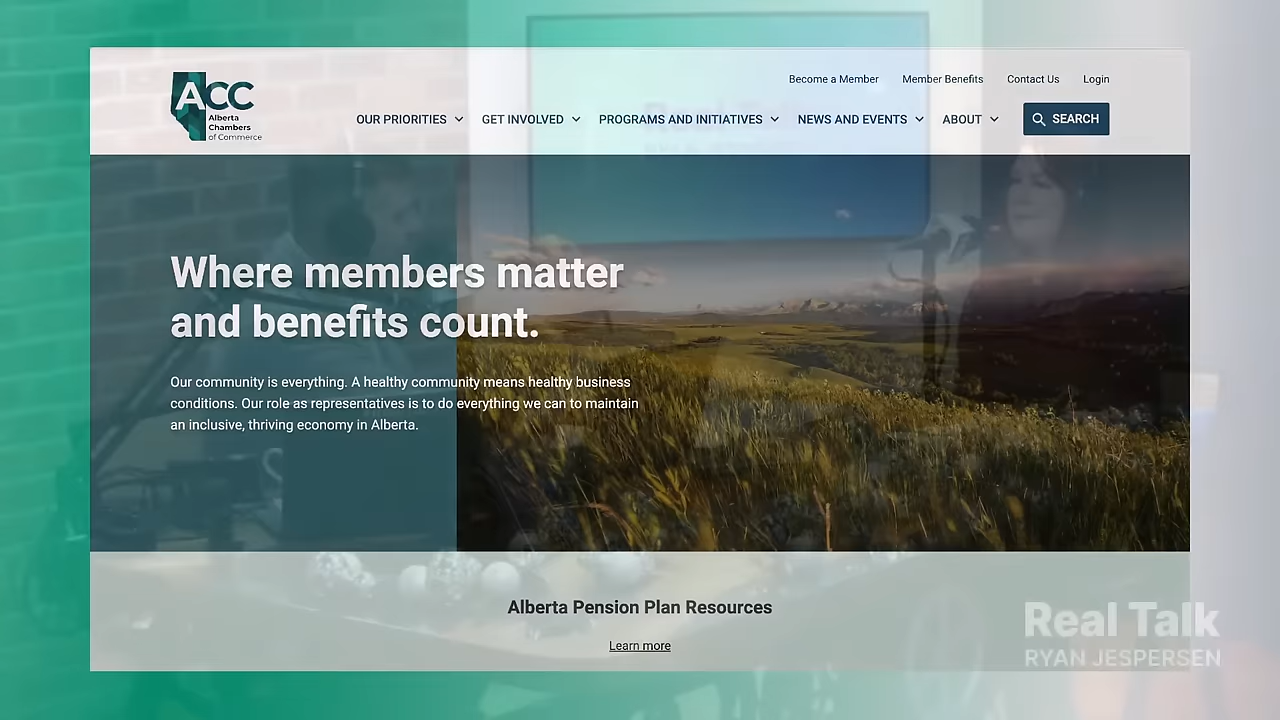 Become a Member Member Benefits Contact Us Login
ACC
Alberta
Chambers
of Commerce
OUR PRIORITIES GET INVOLVED PROGRAMS AND INITIATIVES NEWS AND EVENTS ABOUT SEARCH
Where members matter
and benefits count.
Our community is everything. A healthy community means healthy business
conditions. Our role as representatives is to do everything we can to maintain
an inclusive, thriving economy in Alberta.
Alberta Pension Plan Resources
Learn more
Real Talk
RYAN JESPERSEN